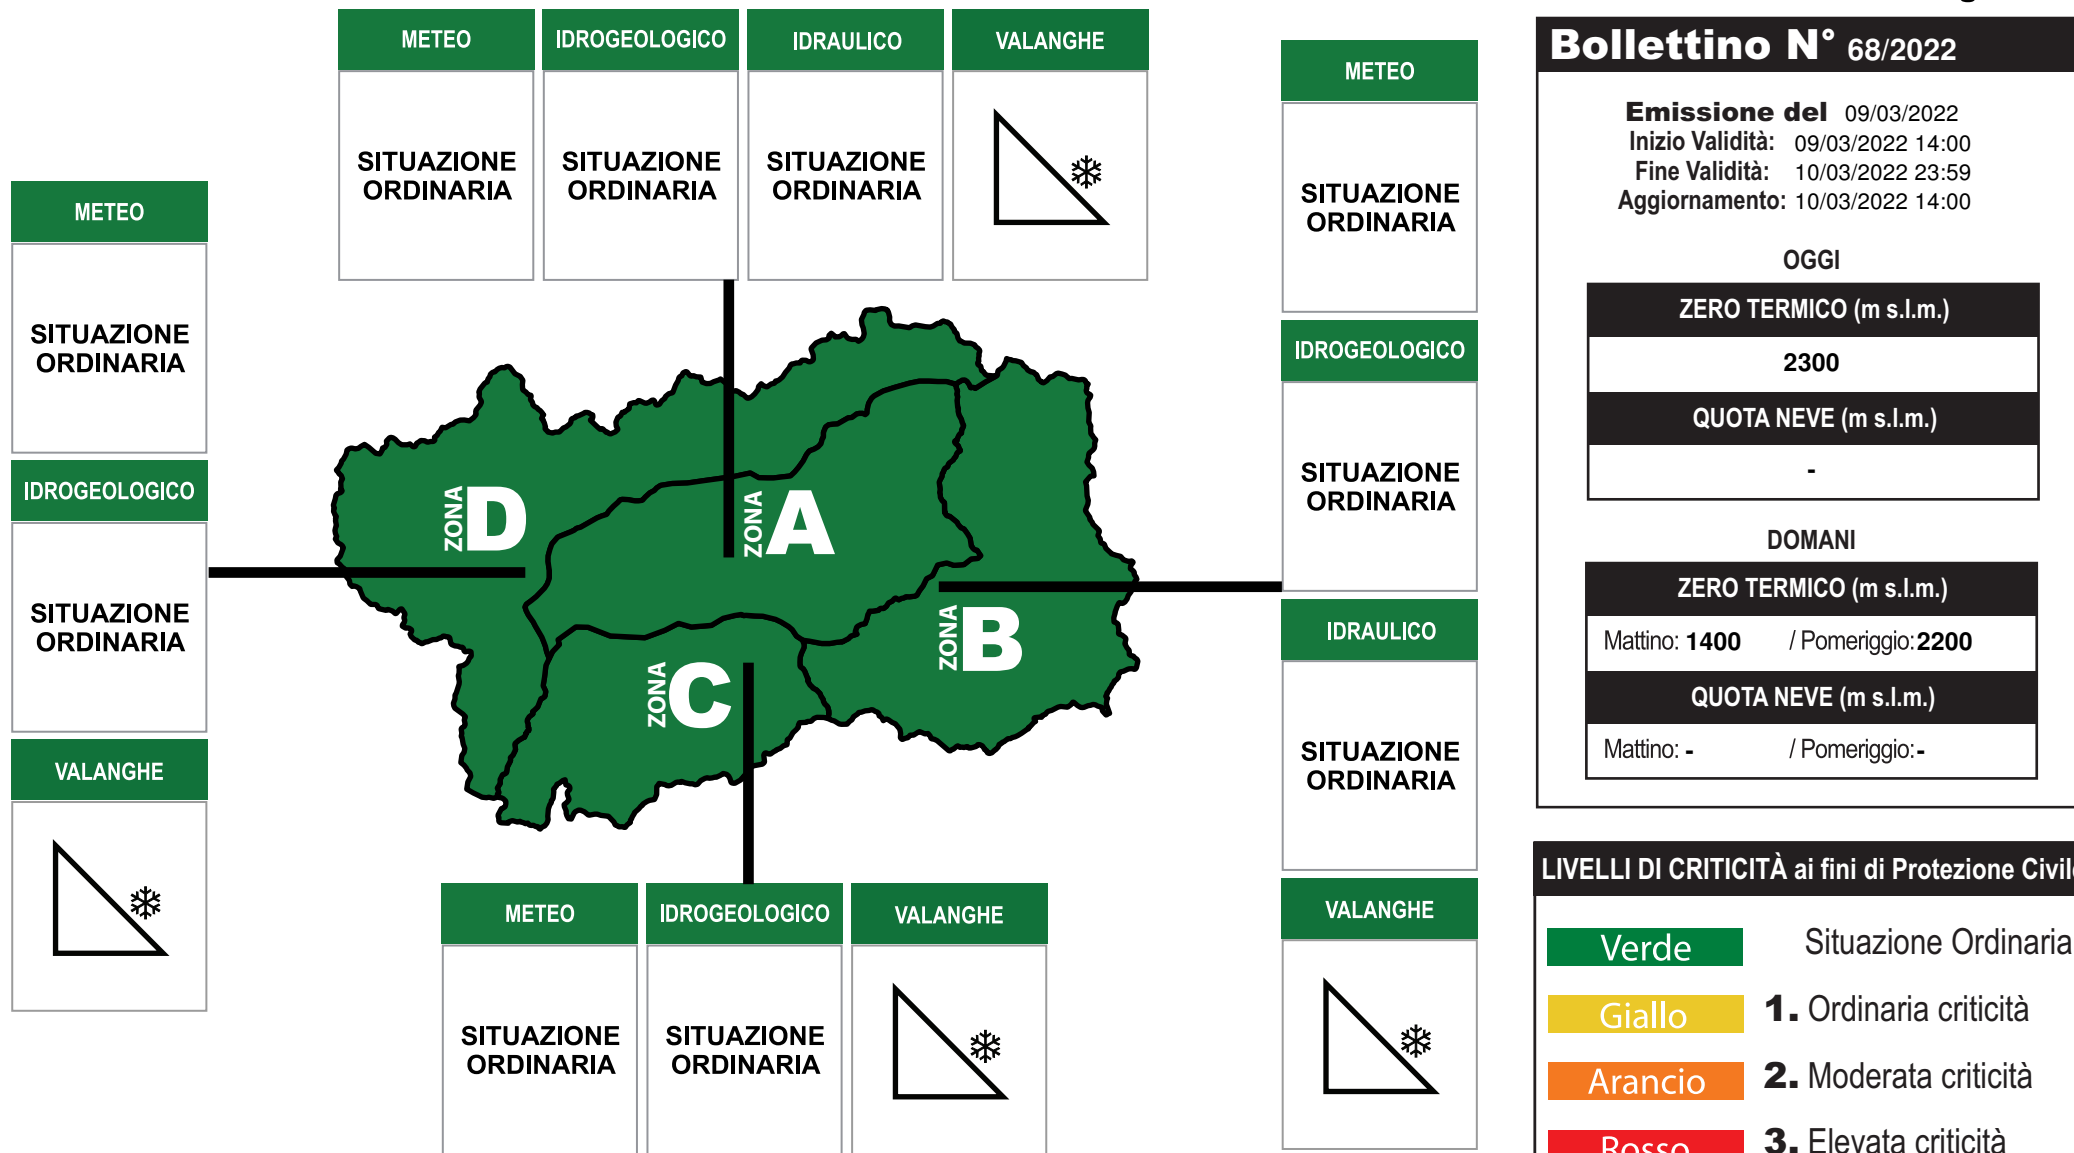 METEO
IDROGEOLOGICO
IDRAULICO
VALANGHE
SITUAZIONE
ORDINARIA
SITUAZIONE
ORDINARIA
SITUAZIONE
ORDINARIA
METEO
SITUAZIONE
ORDINARIA
IDROGEOLOGICO
SITUAZIONE
ORDINARIA
VALANGHE
ZONA D
ZONA A
ZONA B
ZONA C
METEO
IDROGEOLOGICO
VALANGHE
SITUAZIONE
ORDINARIA
SITUAZIONE
ORDINARIA
METEO
SITUAZIONE
ORDINARIA
IDROGEOLOGICO
SITUAZIONE
ORDINARIA
IDRAULICO
SITUAZIONE
ORDINARIA
VALANGHE
Bollettino N° 68/2022
Emissione del 09/03/2022
Inizio Validità: 09/03/2022 14:00
Fine Validità: 10/03/2022 23:59
Aggiornamento: 10/03/2022 14:00
OGGI
ZERO TERMICO (m s.l.m.)
2300
QUOTA NEVE (m s.l.m.)
-
DOMANI
ZERO TERMICO (m s.l.m.)
Mattino: 1400 / Pomeriggio: 2200
QUOTA NEVE (m s.l.m.)
Mattino: - / Pomeriggio: -
LIVELLI DI CRITICITÀ ai fini di Protezione Civile
Verde Situazione Ordinaria
Giallo 1. Ordinaria criticità
Arancio 2. Moderata criticità
Rosso 3. Elevata criticità